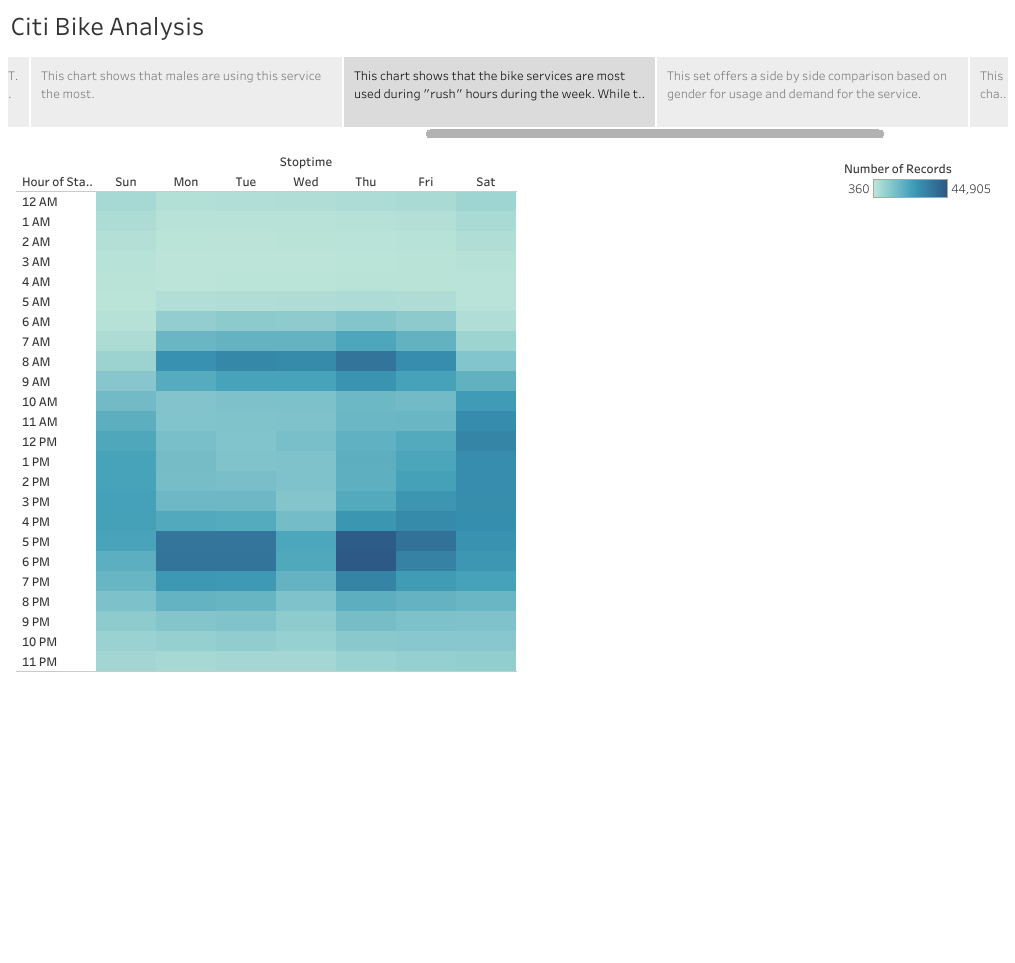 Citi Bike Analysis
T.
.
This chart shows that males are using this service
the most.
This chart shows that the bike services are most
used during "rush" hours during the week. While t..
This set offers a side by side comparison based on
gender for usage and demand for the service.
This
cha..
Stoptime
Hour of Sta.. Sun Mon Tue Wed Thu Fri Sat
12 AM
1 AM
2 AM
3 AM
4 AM
5 AM
6 AM
7 AM
8 AM
9 AM
10 AM
11 AM
12 PM
1 PM
2 PM
3 PM
4 PM
5 PM
6 PM
7 PM
8 PM
9 PM
10 PM
11 PM
Number of Records
360 44,905